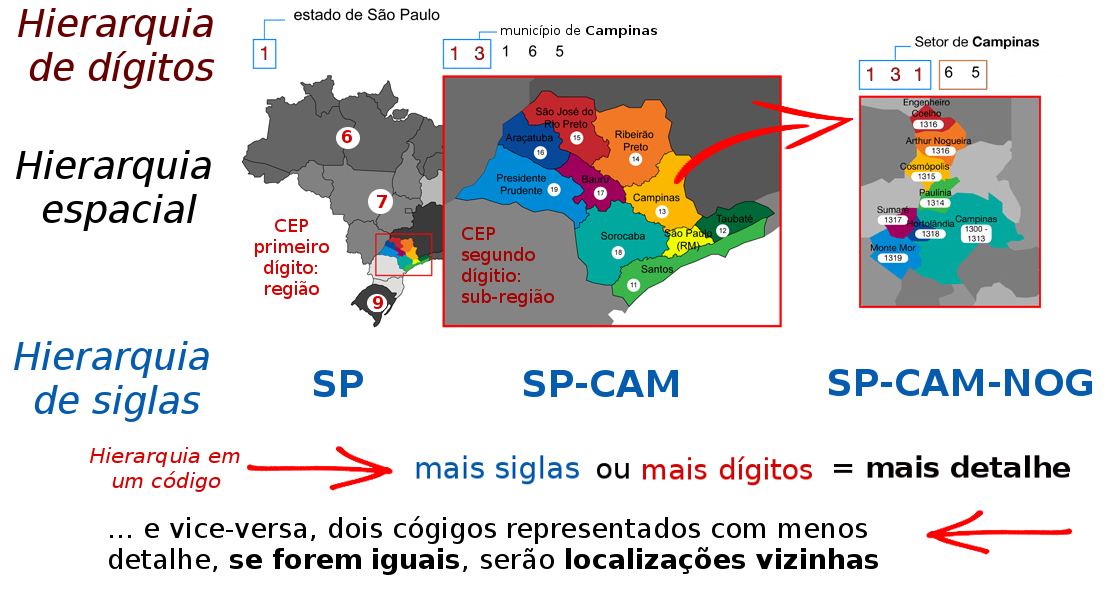 Hierarquia
de dígitos
estado de São Paulo
1
município de Campinas
1 3 1 6 5
Setor de Campinas
1 3 1 6 5
Hierarquia
espacial
6
7
9
CEP
primeiro
dígito:
região
CEP
segundo
dígitio:
sub-região
São José do
Rio Preto
15
Ribeirão
Preto
14
Araçatuba
16
Presidente
Prudente
19
Bauru
17
Campinas
13
Taubaté
12
São Paulo
(RM)
Sorocaba
18
Santos
11
Engenheiro
Coelho
1316
Arthur Nogueira
1316
Cosmópolis
1315
Paulínia
1314
Sumaré
1317
Hortolândia
1318
Campinas
1300 -
1313
Monte Mor
1319
Hierarquia
de siglas
SP
SP-CAM
SP-CAM-NOG
Hierarquia em
um código
mais siglas ou mais dígitos = mais detalhe
... e vice-versa, dois cógigos representados com menos
detalhe, se forem iguais, serão localizações vizinhas